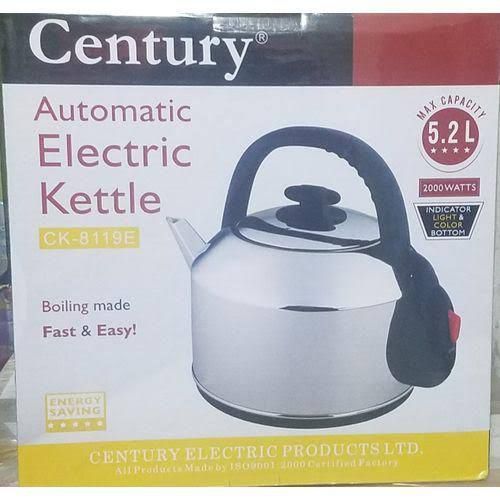 Century®
Automatic
Electric
Kettle
CK-8119E
MAX CAPACITY
5.2 L
2000 WATTS
INDICATOR
LIGHT &
COLOR
BOTTOM
Boiling made
Fast & Easy!
ENERGY
SAVING
CENTURY ELECTRIC PRODUCTS LTD.
All Products Made by ISO9001:2000 Certified Factory